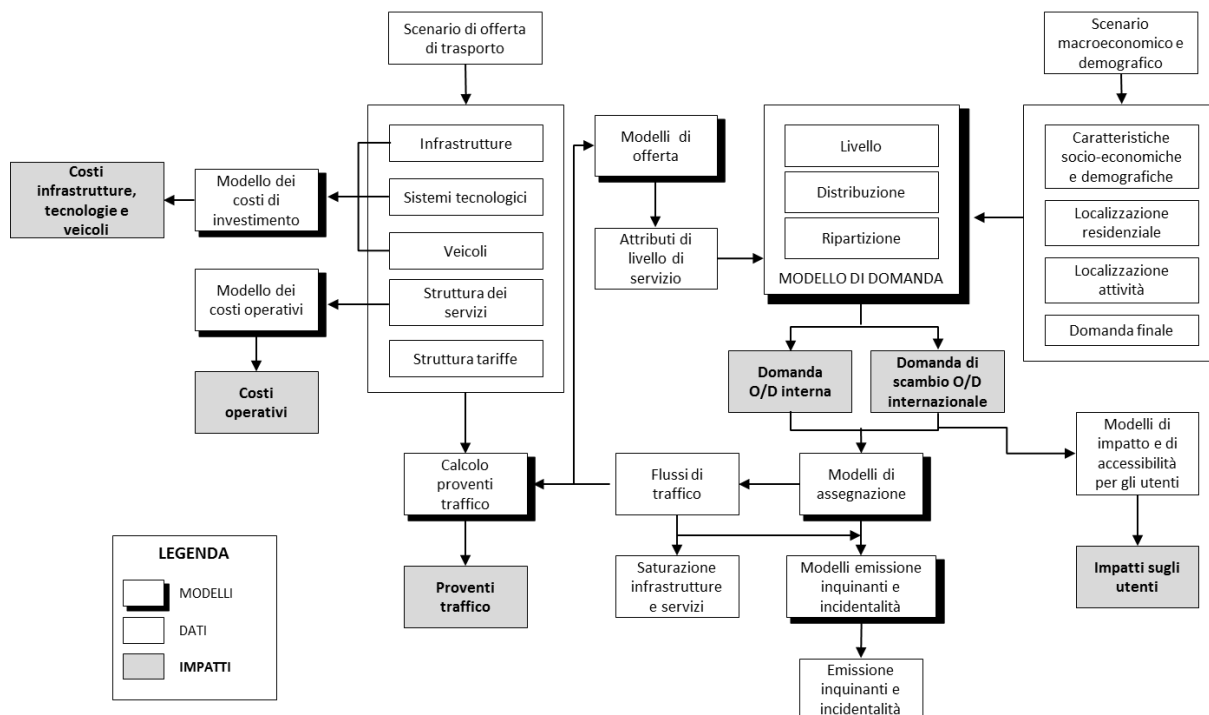 Scenario di offerta
di trasporto
Scenario
macroeconomico e
demografico
Infrastrutture
Sistemi tecnologici
Veicoli
Struttura dei
servizi
Struttura tariffe
Costi
infrastrutture,
tecnologie e
veicoli
Modello dei
costi di
investimento
Modello dei
costi operativi
Costi
operativi
Modelli di
offerta
Attributi di
livello di
servizio
Livello
Distribuzione
Ripartizione
MODELLO DI DOMANDA
Caratteristiche
socio-economiche
e demografiche
Localizzazione
residenziale
Localizzazione
attività
Domanda finale
Domanda
O/D interna
Domanda di
scambio O/D
internazionale
Modelli di
impatto e di
accessibilità
per gli utenti
Calcolo
proventi
traffico
Flussi di
traffico
Modelli di
assegnazione
Proventi
traffico
Saturazione
infrastrutture
e servizi
Modelli emissione
inquinanti e
incidentalità
Impatti sugli
utenti
Emissione
inquinanti e
incidentalità
LEGENDA
MODELLI
DATI
IMPATTI